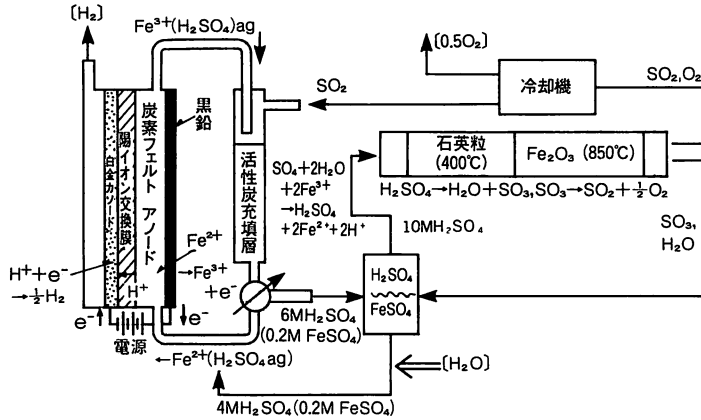 [H₂]
Fe³⁺(H₂SO₄)ag
[0.5O₂]
冷却機
SO₂
SO₂,O₂
陽イオン交換膜
白金カソード
炭素フェルト アノード
黒鉛
活性炭充填層
石英粒
(400℃)
Fe₂O₃ (850℃)
H₂SO₄→H₂O+SO₃,SO₃→SO₂+½O₂
SO₄+2H₂O
+2Fe³⁺
→H₂SO₄
+2Fe²⁺+2H⁺
10MH₂SO₄
SO₃,
H₂O
Fe²⁺
→Fe³⁺
H⁺+e⁻
→½H₂
H⁺
+e⁻
H₂SO₄
FeSO₄
6MH₂SO₄
(0.2M FeSO₄)
e⁻
電源
e⁻
←Fe²⁺(H₂SO₄ag)
[H₂O]
4MH₂SO₄(0.2M FeSO₄)